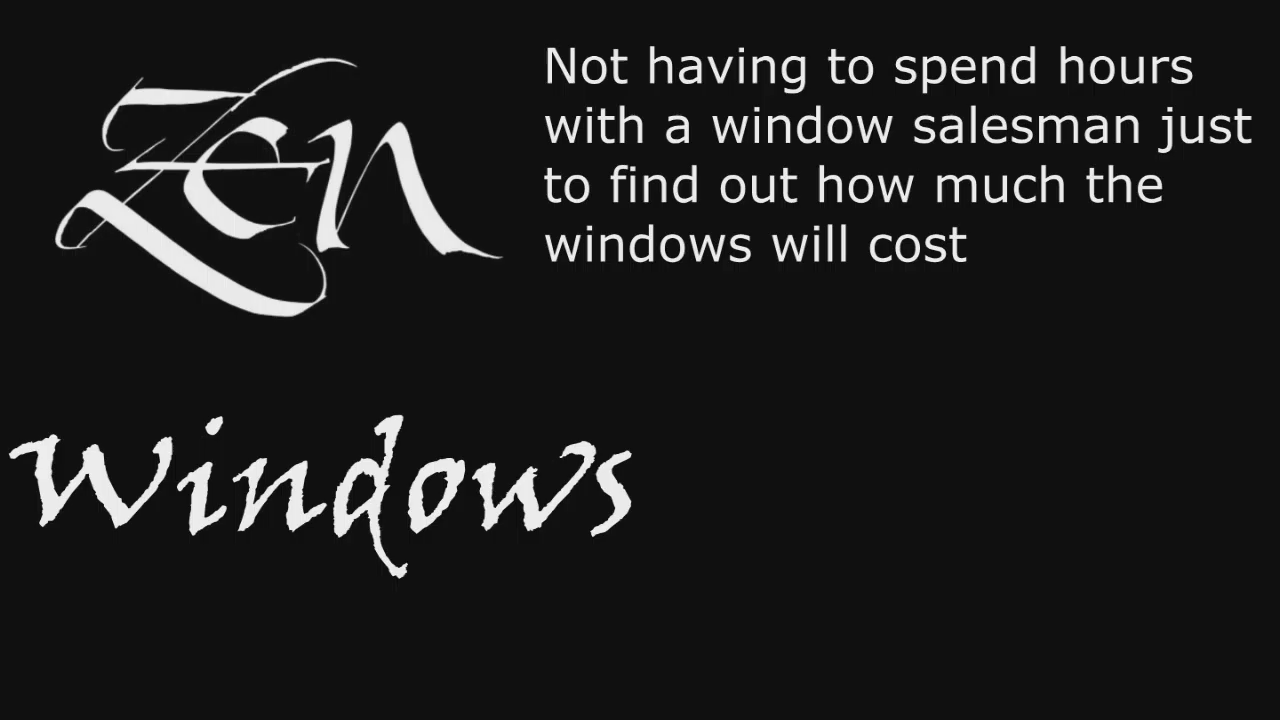 Zen
Not having to spend hours
with a window salesman just
to find out how much the
windows will cost
Windows